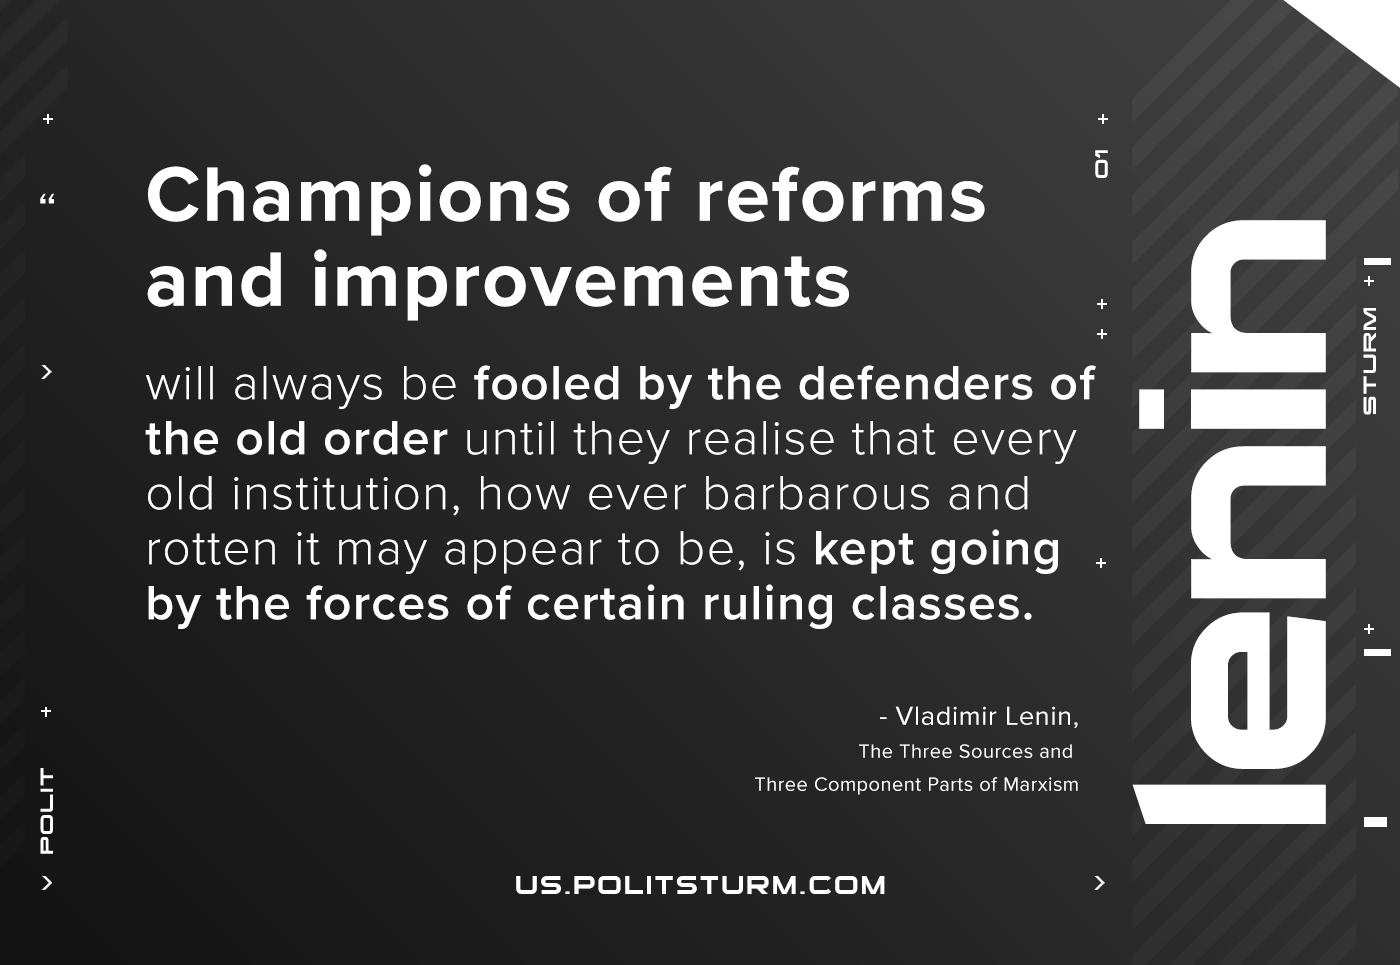 “
01
Champions of reforms
and improvements
will always be fooled by the defenders of
the old order until they realise that every
old institution, how ever barbarous and
rotten it may appear to be, is kept going
by the forces of certain ruling classes.
- Vladimir Lenin,
The Three Sources and
Three Component Parts of Marxism
US.POLITSTURM.COM
POLIT
lenin
STURM